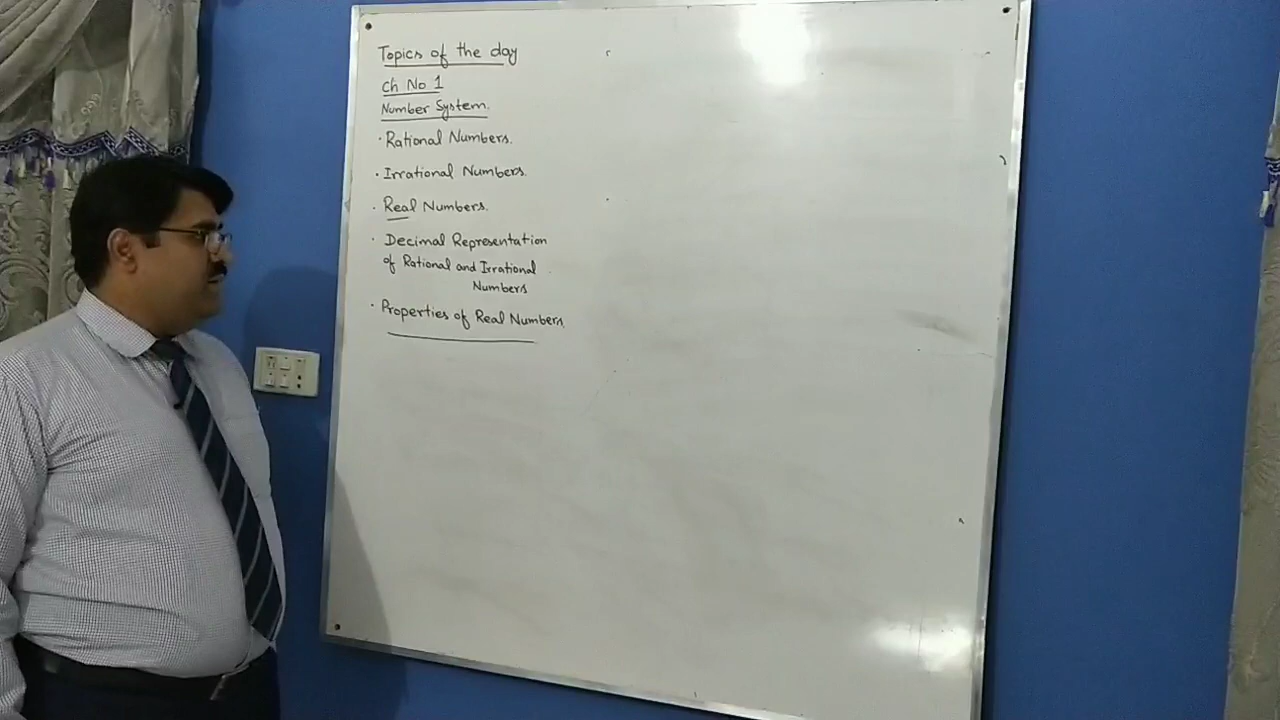 Topics of the day
Ch No 1
Number System.
· Rational Numbers.
· Irrational Numbers.
· Real Numbers.
· Decimal Representation
of Rational and Irrational
Numbers
· Properties of Real Numbers.